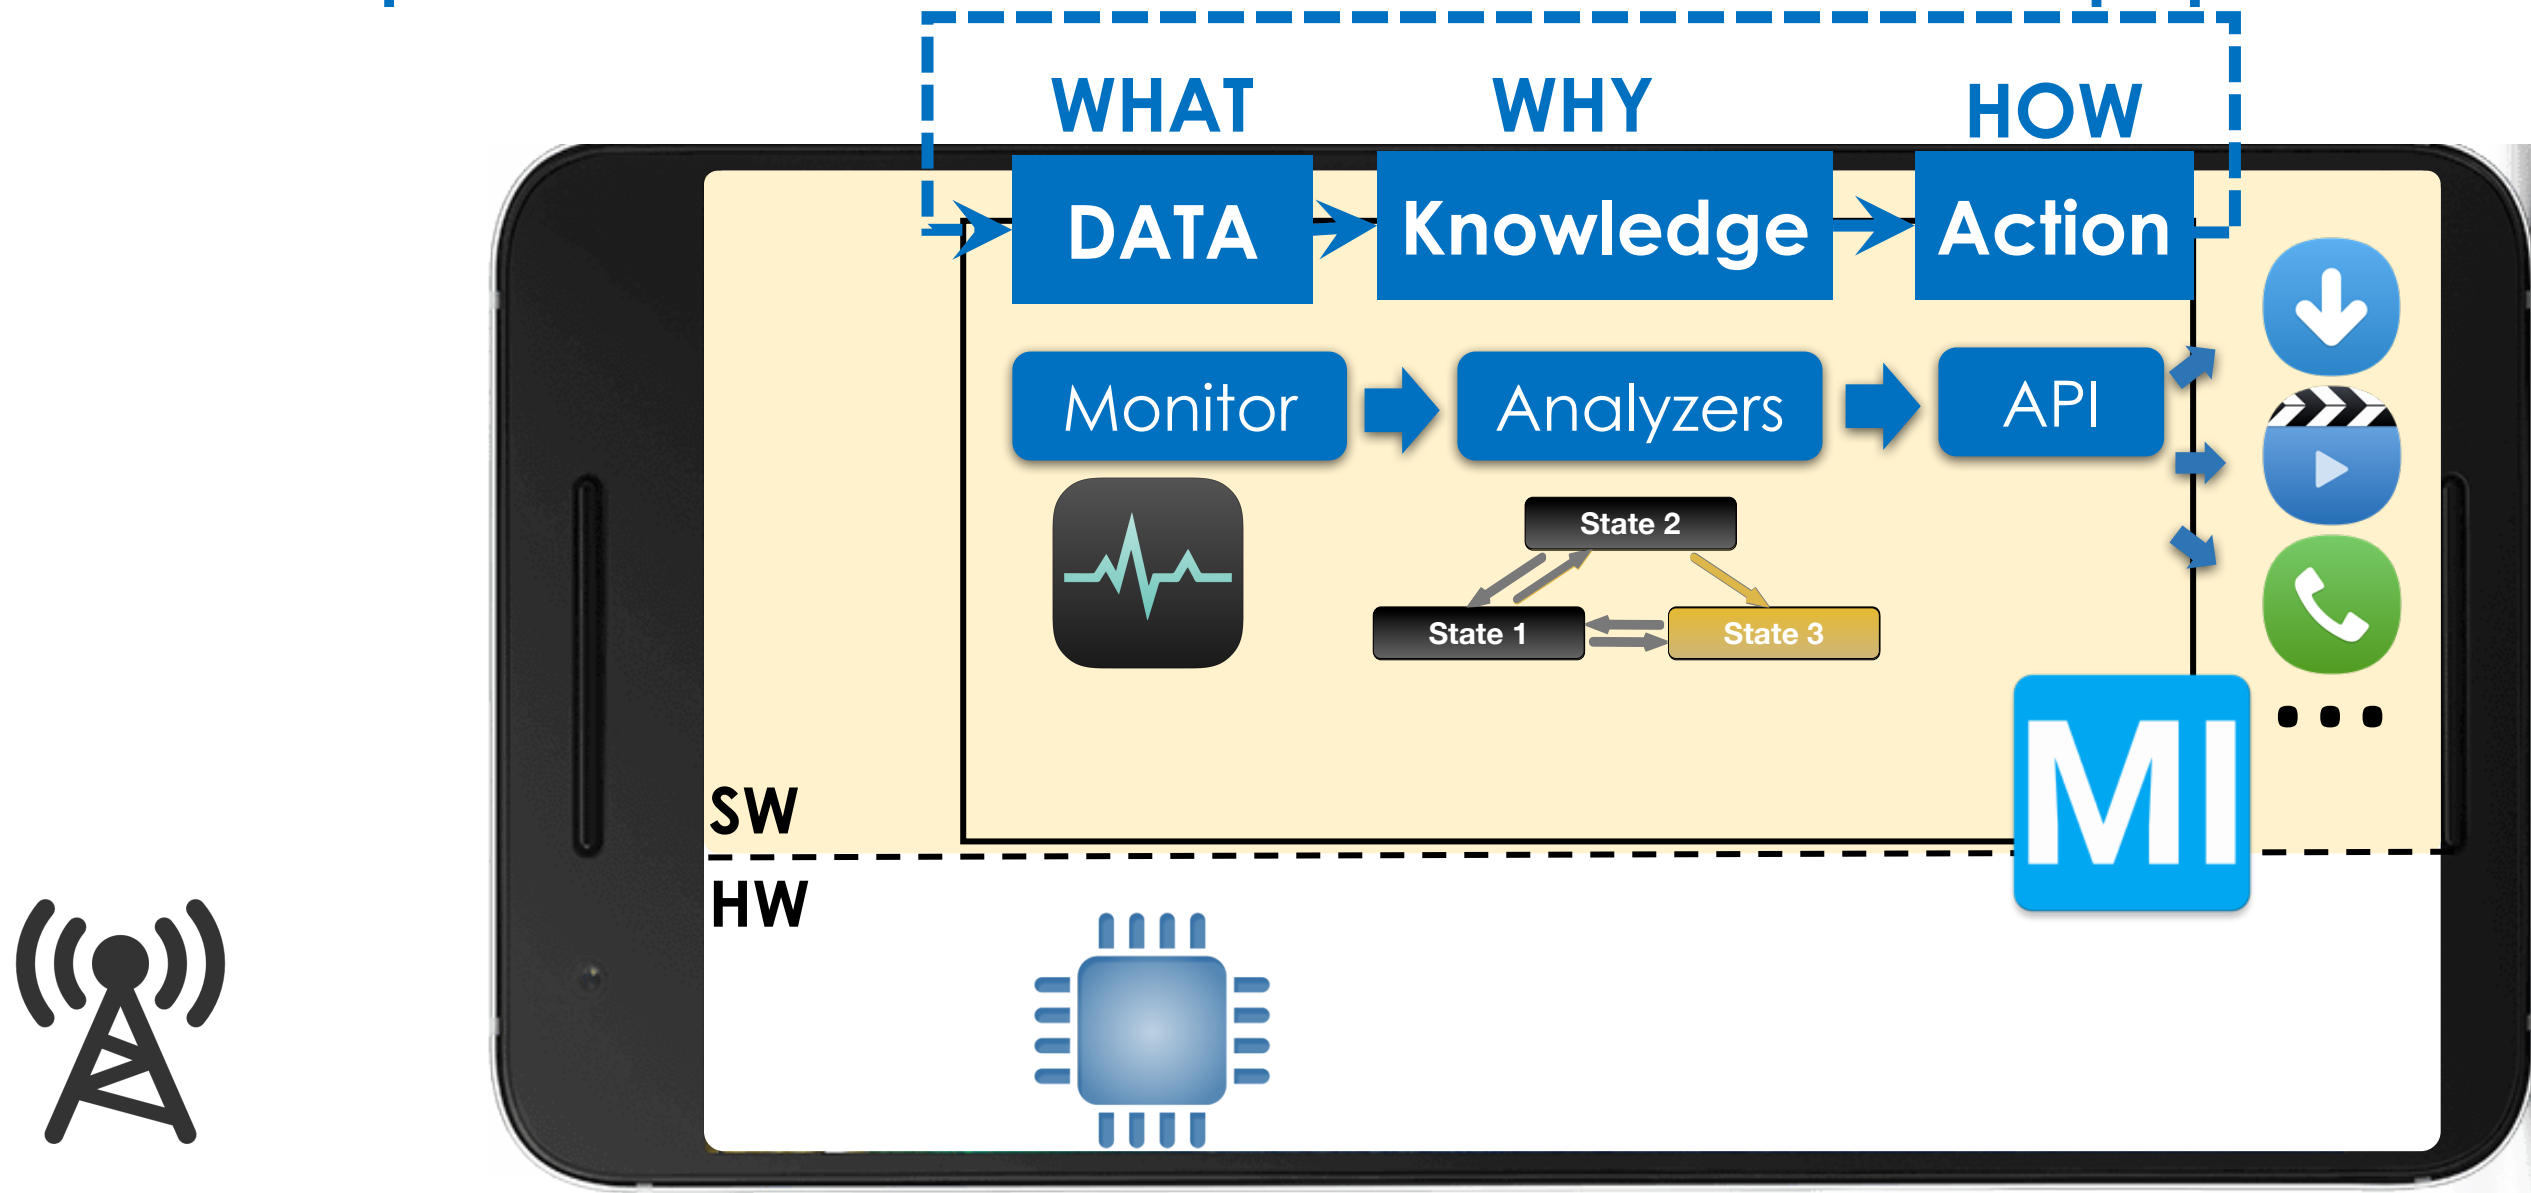 WHAT WHY HOW
DATA Knowledge Action
Monitor Analyzers API
State 2
State 1 State 3
MI
SW
HW